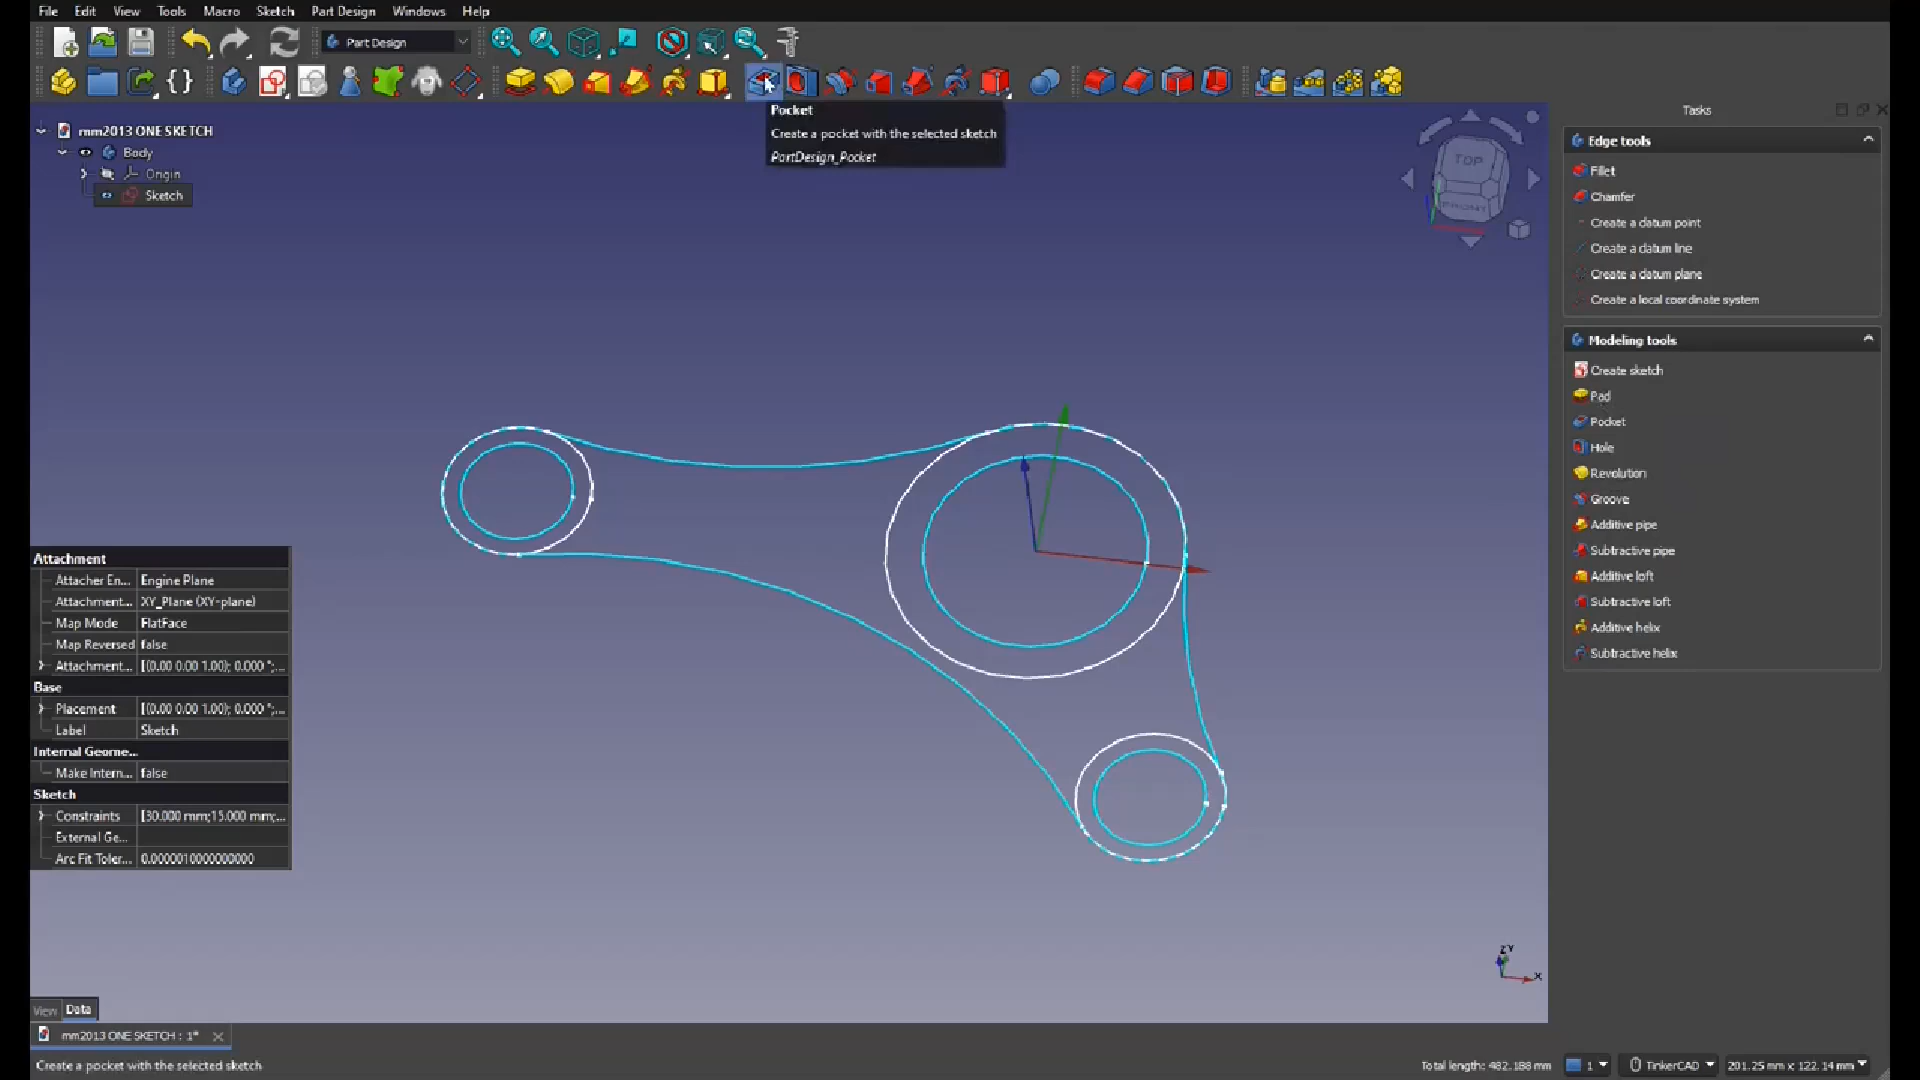 File Edit View Tools Macro Sketch Part Design Windows Help
Part Design
Pocket
Create a pocket with the selected sketch
PartDesign_Pocket
mm2013 ONE SKETCH
Body
Origin
Sketch
TOP
FRONT
Tasks
Edge tools
Fillet
Chamfer
Create a datum point
Create a datum line
Create a datum plane
Create a local coordinate system
Modeling tools
Create sketch
Pad
Pocket
Hole
Revolution
Groove
Additive pipe
Subtractive pipe
Additive loft
Subtractive loft
Additive helix
Subtractive helix
Attachment
Attacher En... Engine Plane
Attachment... XY_Plane (XY-plane)
Map Mode FlatFace
Map Reversed false
Attachment... [(0.00 0.00 1.00); 0.000 °;...
Base
Placement [(0.00 0.00 1.00); 0.000 °;...
Label Sketch
Internal Geome...
Make Intern... false
Sketch
Constraints [30.000 mm;15.000 mm;...
External Ge...
Arc Fit Toler... 0.0000010000000000
Z Y
X
View Data
mm2013 ONE SKETCH : 1*
Create a pocket with the selected sketch
Total length: 482.188 mm
1
TinkerCAD
201.25 mm x 122.14 mm